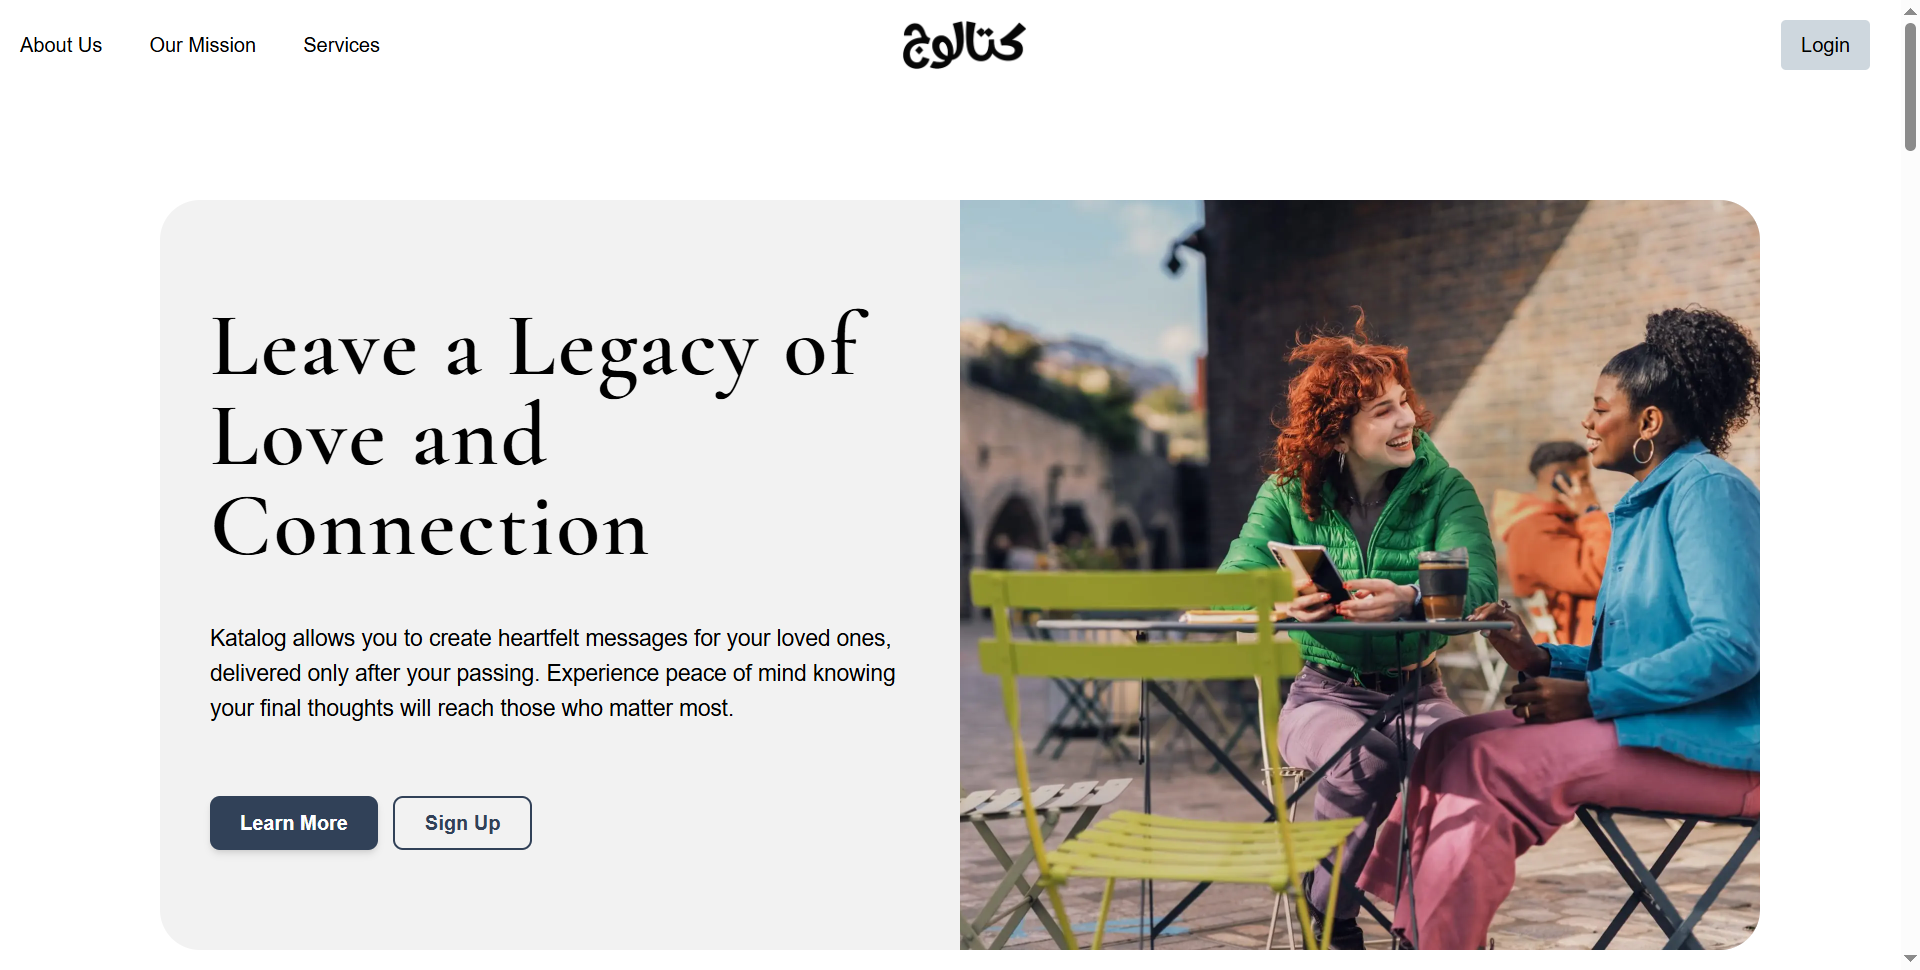 About Us
Our Mission
Services
كتالوج
Login
Leave a Legacy of
Love and
Connection
Katalog allows you to create heartfelt messages for your loved ones,
delivered only after your passing. Experience peace of mind knowing
your final thoughts will reach those who matter most.
Learn More
Sign Up